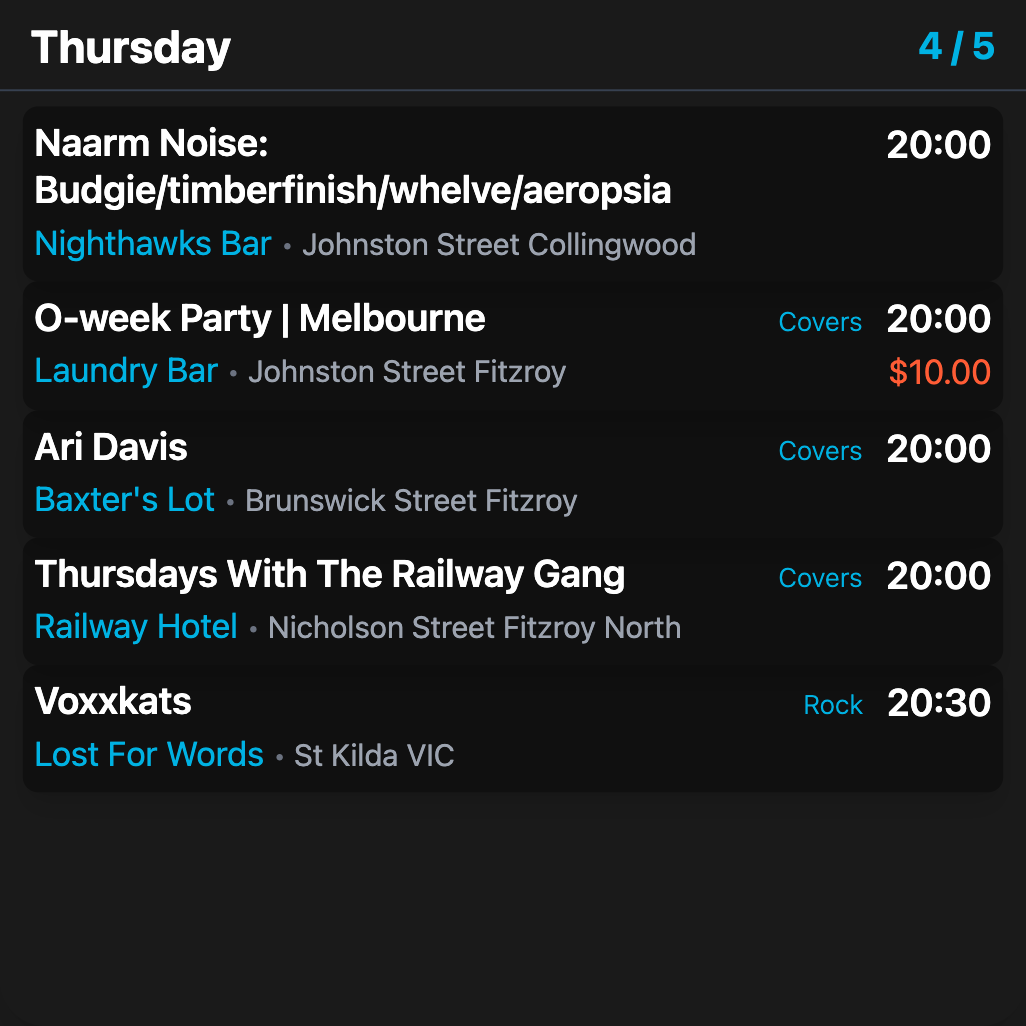 Thursday 4 / 5
Naarm Noise: 20:00
Budgie/timberfinish/whelve/aeropsia
Nighthawks Bar • Johnston Street Collingwood
O-week Party | Melbourne Covers 20:00
Laundry Bar • Johnston Street Fitzroy $10.00
Ari Davis Covers 20:00
Baxter's Lot • Brunswick Street Fitzroy
Thursdays With The Railway Gang Covers 20:00
Railway Hotel • Nicholson Street Fitzroy North
Voxxkats Rock 20:30
Lost For Words • St Kilda VIC